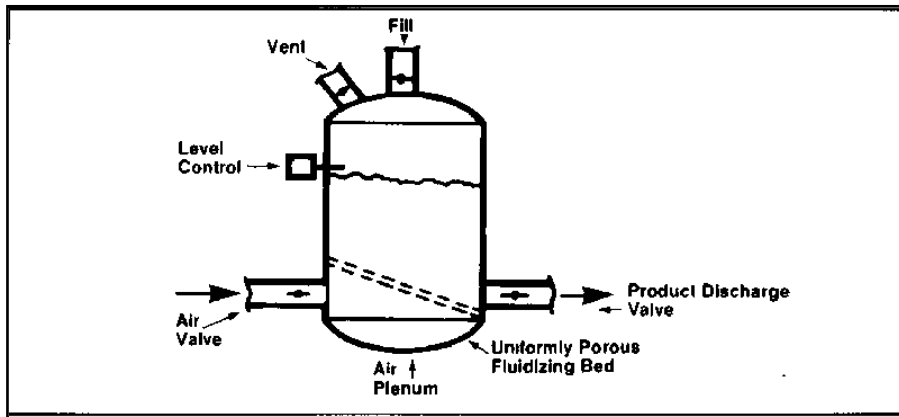 Fill
Vent
Level
Control
Product Discharge
Valve
Air
Valve
Uniformly Porous
Fluidizing Bed
Air
Plenum